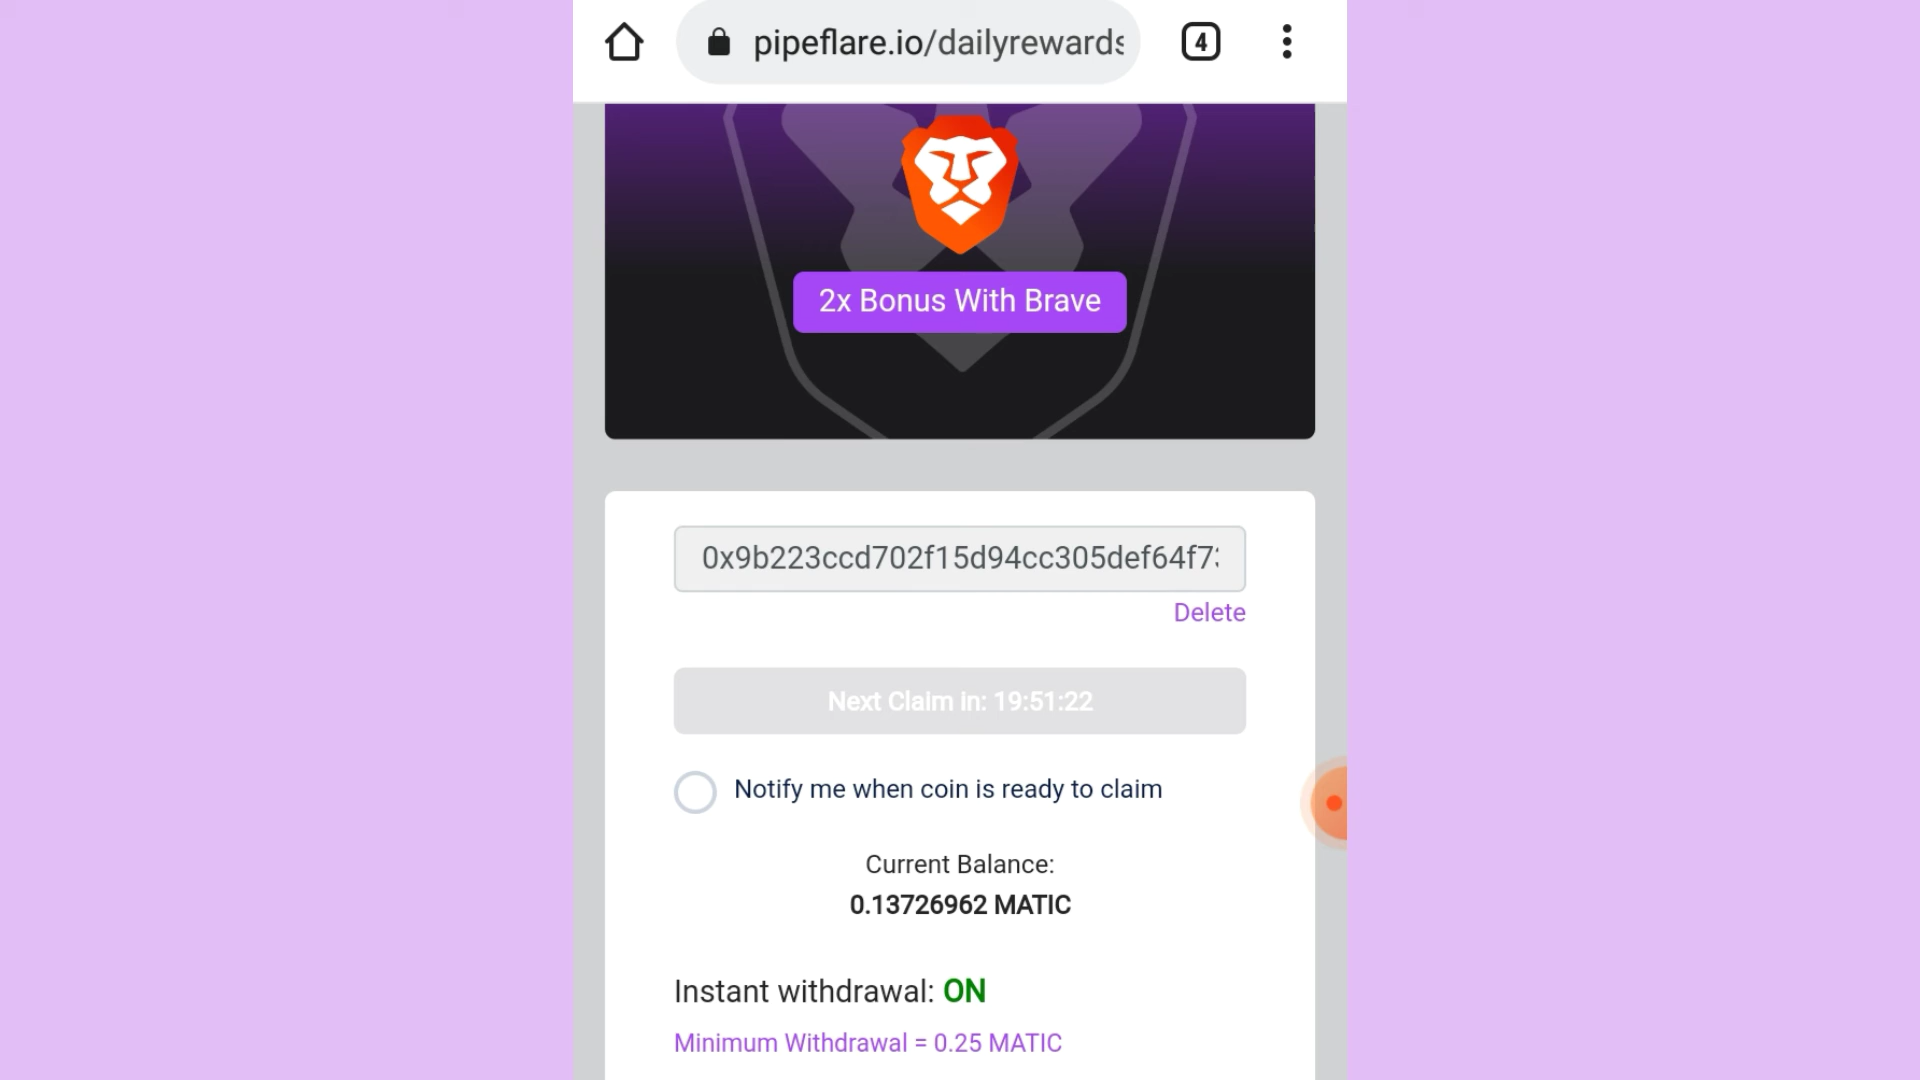 pipeflare.io/dailyrewards
4
2x Bonus With Brave
0x9b223ccd702f15d94cc305def64f7
Delete
Next Claim in: 19:51:22
Notify me when coin is ready to claim
Current Balance:
0.13726962 MATIC
Instant withdrawal: ON
Minimum Withdrawal = 0.25 MATIC